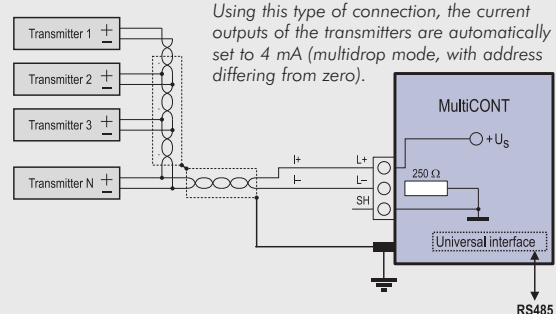 Using this type of connection, the current
outputs of the transmitters are automatically
set to 4 mA (multidrop mode, with address
differing from zero).
Transmitter 1 + −
Transmitter 2 + −
Transmitter 3 + −
Transmitter N + −
MultiCONT
+Us
I+ L+
I− L−
250 Ω
SH
Universal interface
RS485